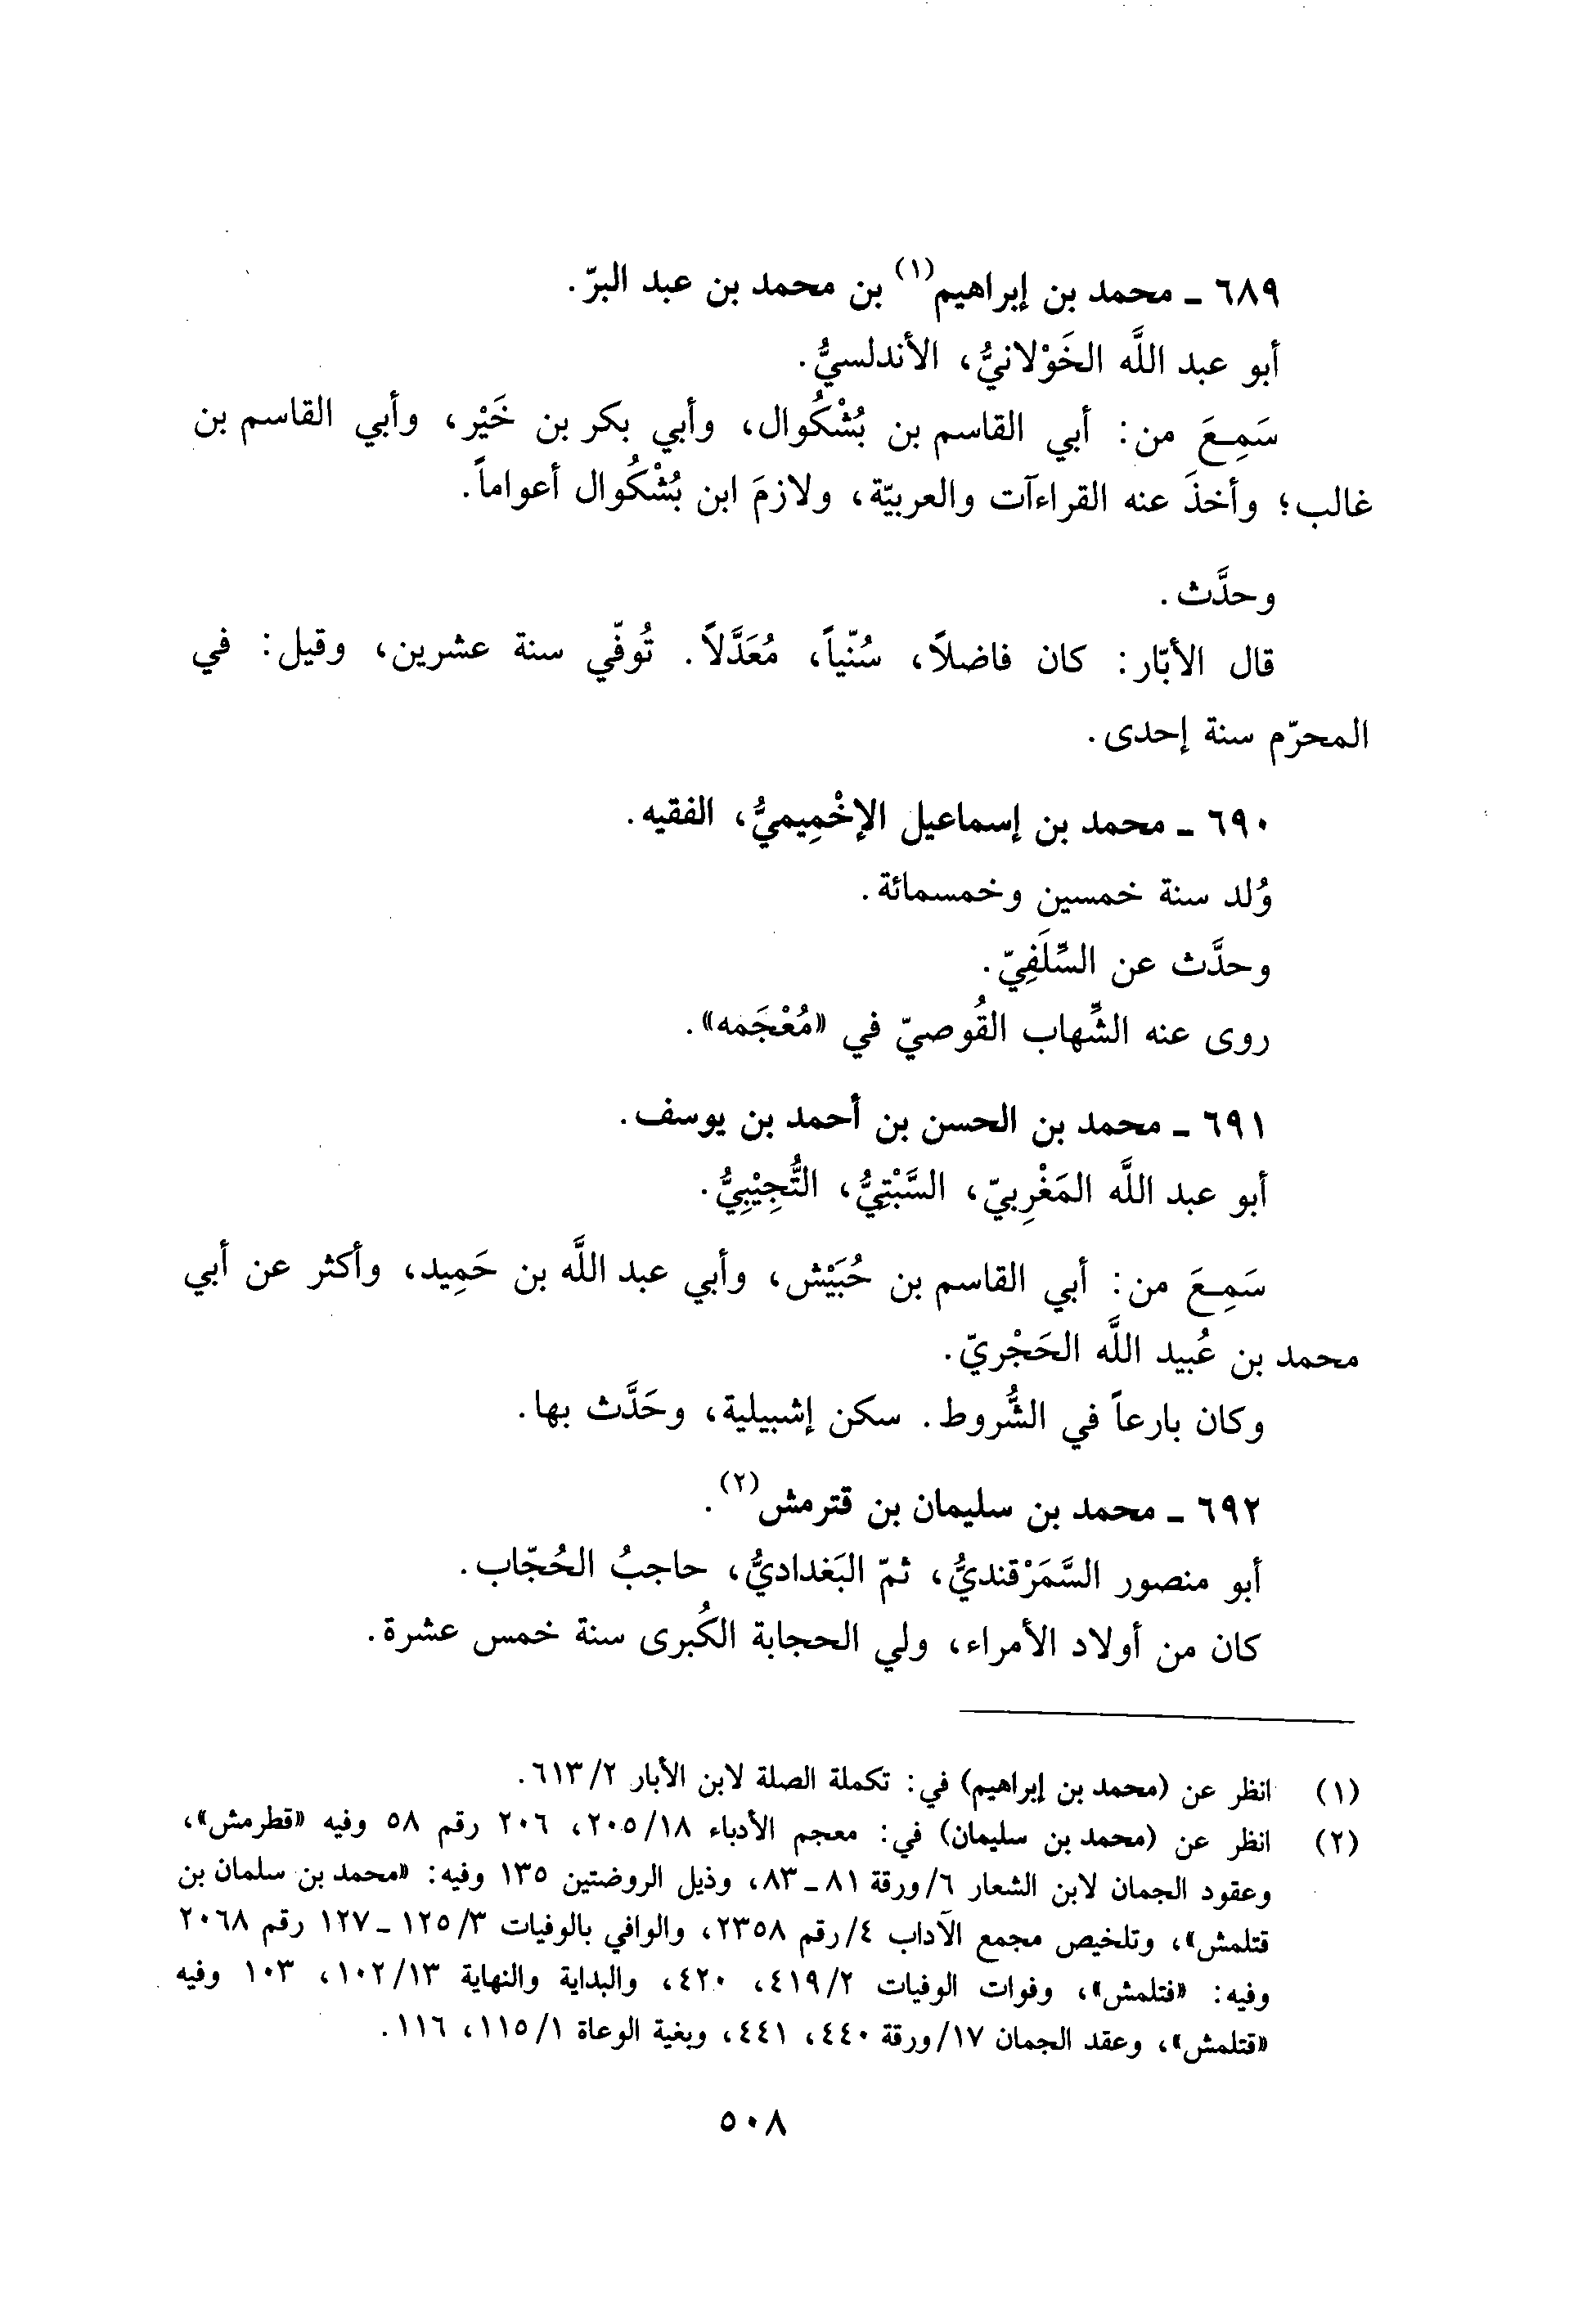 ٦٨٩ ـ محمد بن إبراهيم(١) بن محمد بن عبد البرّ.
أبو عبد اللَّه الخَوْلانيُّ، الأندلسيُّ.
سَمِعَ من: أبي القاسم بن بُشْكُوال، وأبي بكر بن خَيْر، وأبي القاسم بن
غالب؛ وأخذَ عنه القراءآت والعربيّة، ولازمَ ابن بُشْكُوال أعواماً.
وحدَّث.
قال الأبّار: كان فاضلاً، سُنّياً، مُعَدَّلاً. تُوفّي سنة عشرين، وقيل: في
المحرّم سنة إحدى.
٦٩٠ ـ محمد بن إسماعيل الإخْمِيميُّ، الفقيه.
وُلد سنة خمسين وخمسمائة.
وحدَّث عن السِّلَفِيّ.
روى عنه الشِّهاب القُوصيّ في «مُعْجَمه».
٦٩١ ـ محمد بن الحسن بن أحمد بن يوسف.
أبو عبد اللَّه المَغْرِبيّ، السَّبْتِيُّ، التُّجِيْبِيُّ.
سَمِعَ من: أبي القاسم بن حُبَيْش، وأبي عبد اللَّه بن حَمِيد، وأكثر عن أبي
محمد بن عُبيد اللَّه الحَجْريّ.
وكان بارعاً في الشُّروط. سكن إشبيلية، وحَدَّث بها.
٦٩٢ ـ محمد بن سليمان بن قترمش(٢).
أبو منصور السَّمَرْقنديُّ، ثمّ البَغداديُّ، حاجبُ الحُجّاب.
كان من أولاد الأمراء، ولي الحجابة الكُبرى سنة خمس عشرة.
(١) انظر عن (محمد بن إبراهيم) في: تكملة الصلة لابن الأبار ٦١٣/٢.
(٢) انظر عن (محمد بن سليمان) في: معجم الأدباء ٢٠٥/١٨، ٢٠٦ رقم ٥٨ وفيه «قطرمش»،
وعقود الجمان لابن الشعار ٦/ورقة ٨١ ـ ٨٣، وذيل الروضتين ١٣٥ وفيه: «محمد بن سلمان بن
قتلمش»، وتلخيص مجمع الآداب ٤/رقم ٢٣٥٨، والوافي بالوفيات ١٢٥/٣ ـ ١٢٧ رقم ٢٠٦٨
وفيه: «فتلمش»، وفوات الوفيات ٤١٩/٢، ٤٢٠، والبداية والنهاية ١٠٢/١٣، ١٠٣ وفيه
«قتلمش»، وعقد الجمان ١٧/ورقة ٤٤٠، ٤٤١، وبغية الوعاة ١١٥/١، ١١٦.
٥٠٨